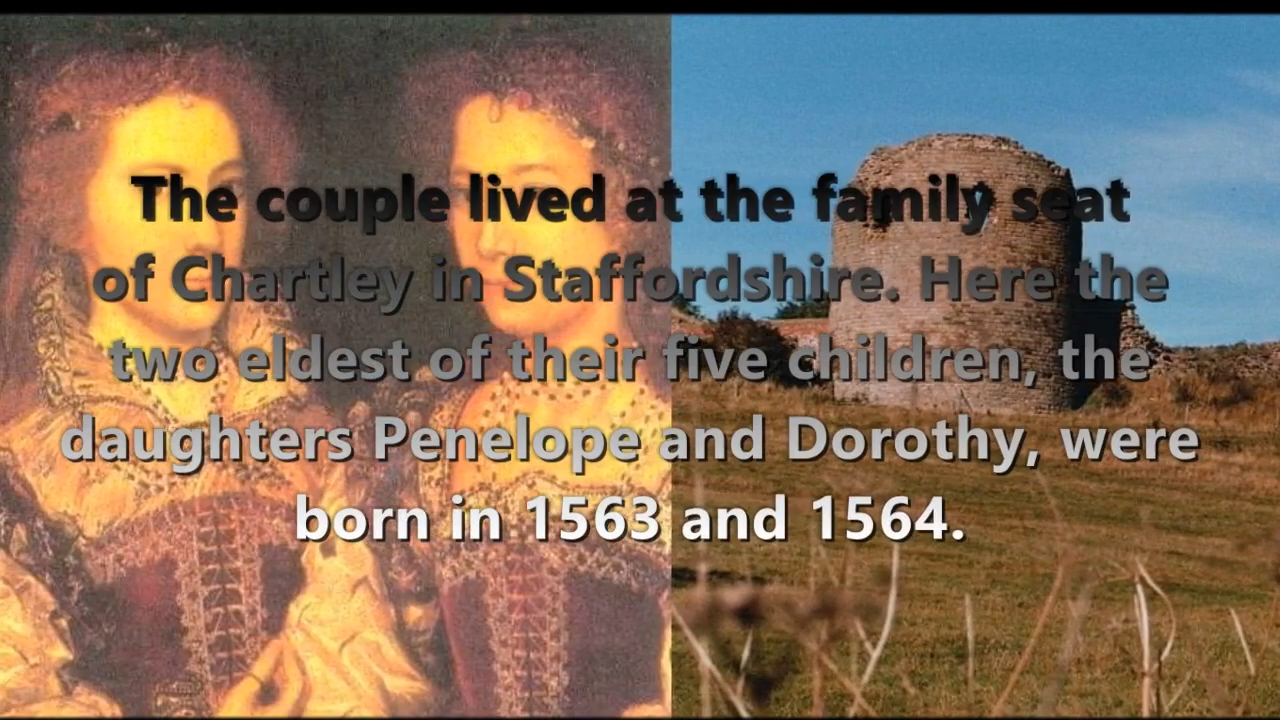 The couple lived at the family seat
of Chartley in Staffordshire. Here the
two eldest of their five children, the
daughters Penelope and Dorothy, were
born in 1563 and 1564.